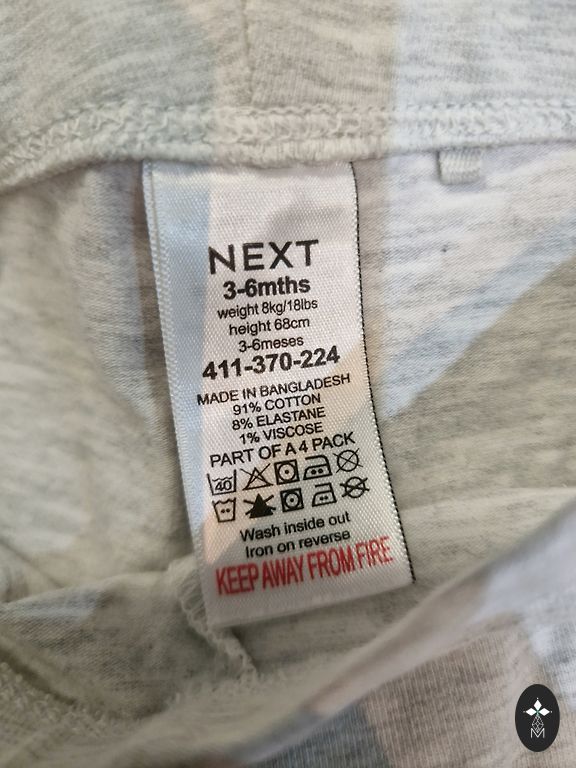 NEXT
3-6mths
weight 8kg/18lbs
height 68cm
3-6meses
411-370-224
MADE IN BANGLADESH
91% COTTON
8% ELASTANE
1% VISCOSE
PART OF A 4 PACK
40
Wash inside out
Iron on reverse
KEEP AWAY FROM FIRE
M